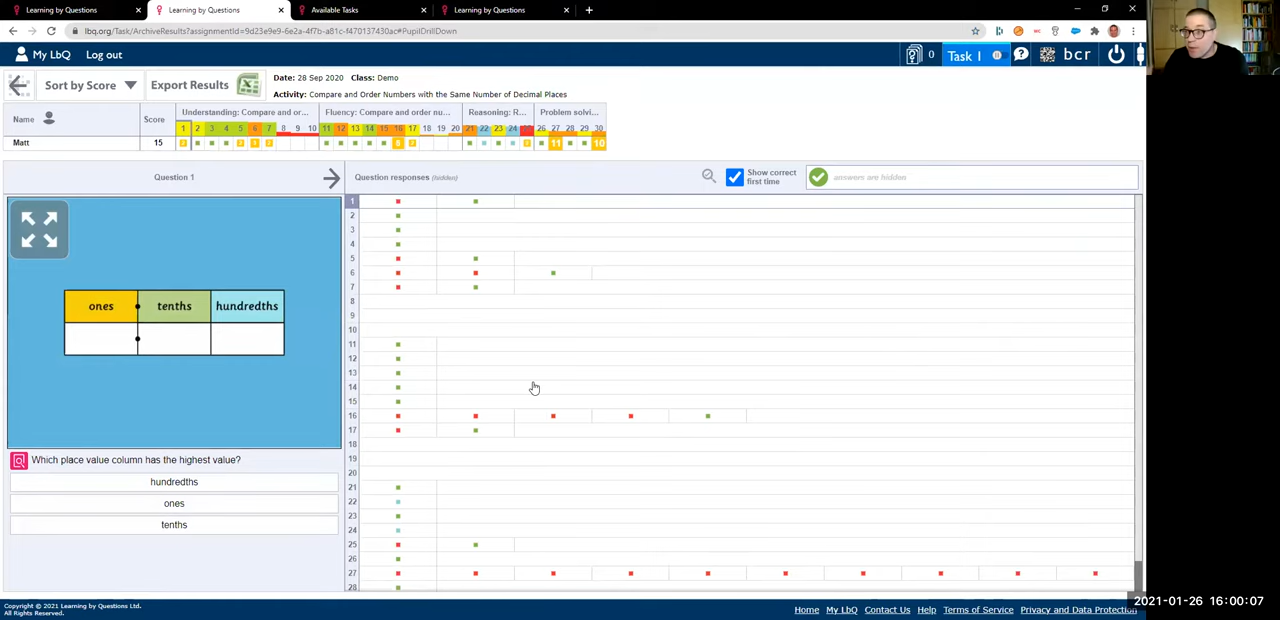 Learning by Questions
Learning by Questions
Available Tasks
Learning by Questions
lbq.org/Task/ArchiveResults?assignmentId=9d23e9e9-6e2a-4f7b-a81c-f470137430ac#PupilDrillDown
My LbQ Log out
0 Task I bcr
Sort by Score Export Results
Date: 28 Sep 2020 Class: Demo
Activity: Compare and Order Numbers with the Same Number of Decimal Places
Name Score
Understanding: Compare and or... Fluency: Compare and order nu... Reasoning: R... Problem solvi...
1 2 3 4 5 6 7 8 9 10 11 12 13 14 15 16 17 18 19 20 21 22 23 24 25 26 27 28 29 30
Matt 15 2 2 3 2 5 2 2 11 10
Question 1
Question responses (hidden)
Show correct
first time
answers are hidden
ones tenths hundredths
Which place value column has the highest value?
hundredths
ones
tenths
1
2
3
4
5
6
7
8
9
10
11
12
13
14
15
16
17
18
19
20
21
22
23
24
25
26
27
28
Copyright © 2021 Learning by Questions Ltd.
All Rights Reserved.
Home My LbQ Contact Us Help Terms of Service Privacy and Data Protection
2021-01-26 16:00:07